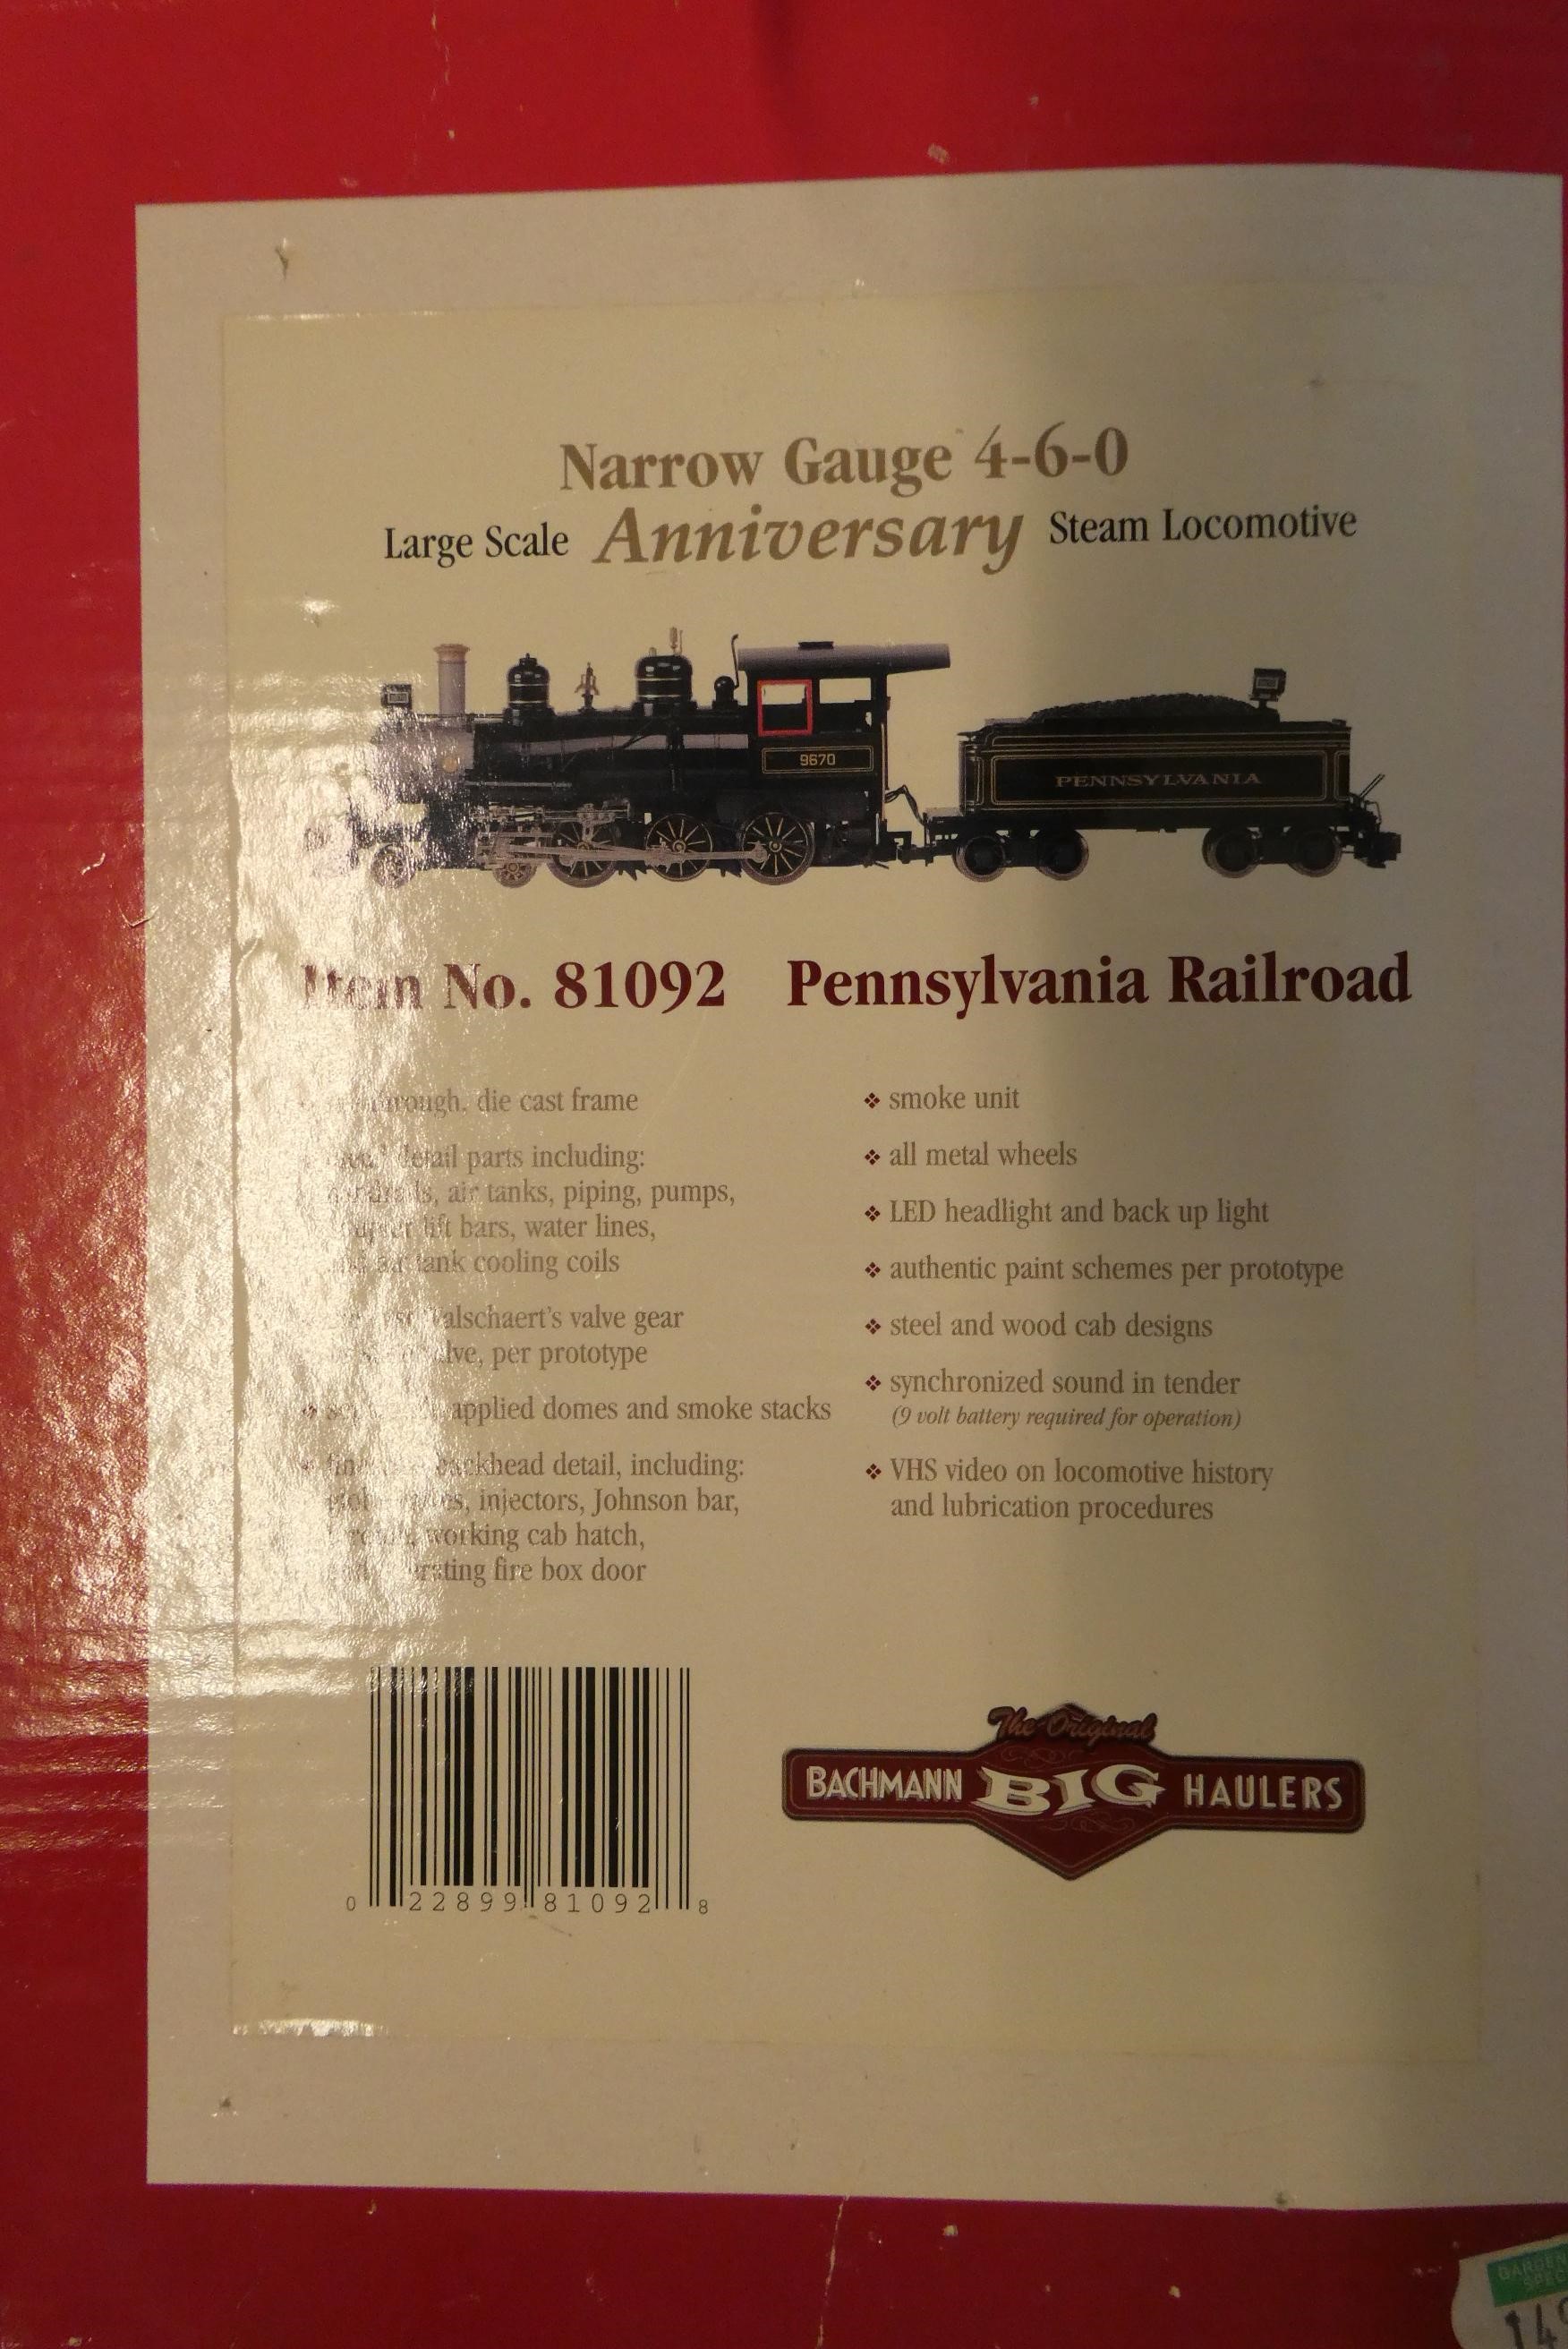 Narrow Gauge 4-6-0
Large Scale Anniversary Steam Locomotive
9670
PENNSYLVANIA
Item No. 81092 Pennsylvania Railroad
die cast frame
detail parts including:
air tanks, piping, pumps,
lift bars, water lines,
tank cooling coils
valve gear
per prototype
applied domes and smoke stacks
detail, including:
injectors, Johnson bar,
working cab hatch,
fire box door
❖ smoke unit
❖ all metal wheels
❖ LED headlight and back up light
❖ authentic paint schemes per prototype
❖ steel and wood cab designs
❖ synchronized sound in tender
(9 volt battery required for operation)
❖ VHS video on locomotive history
and lubrication procedures
0 22899 81092 8
The Original
BACHMANN BIG HAULERS